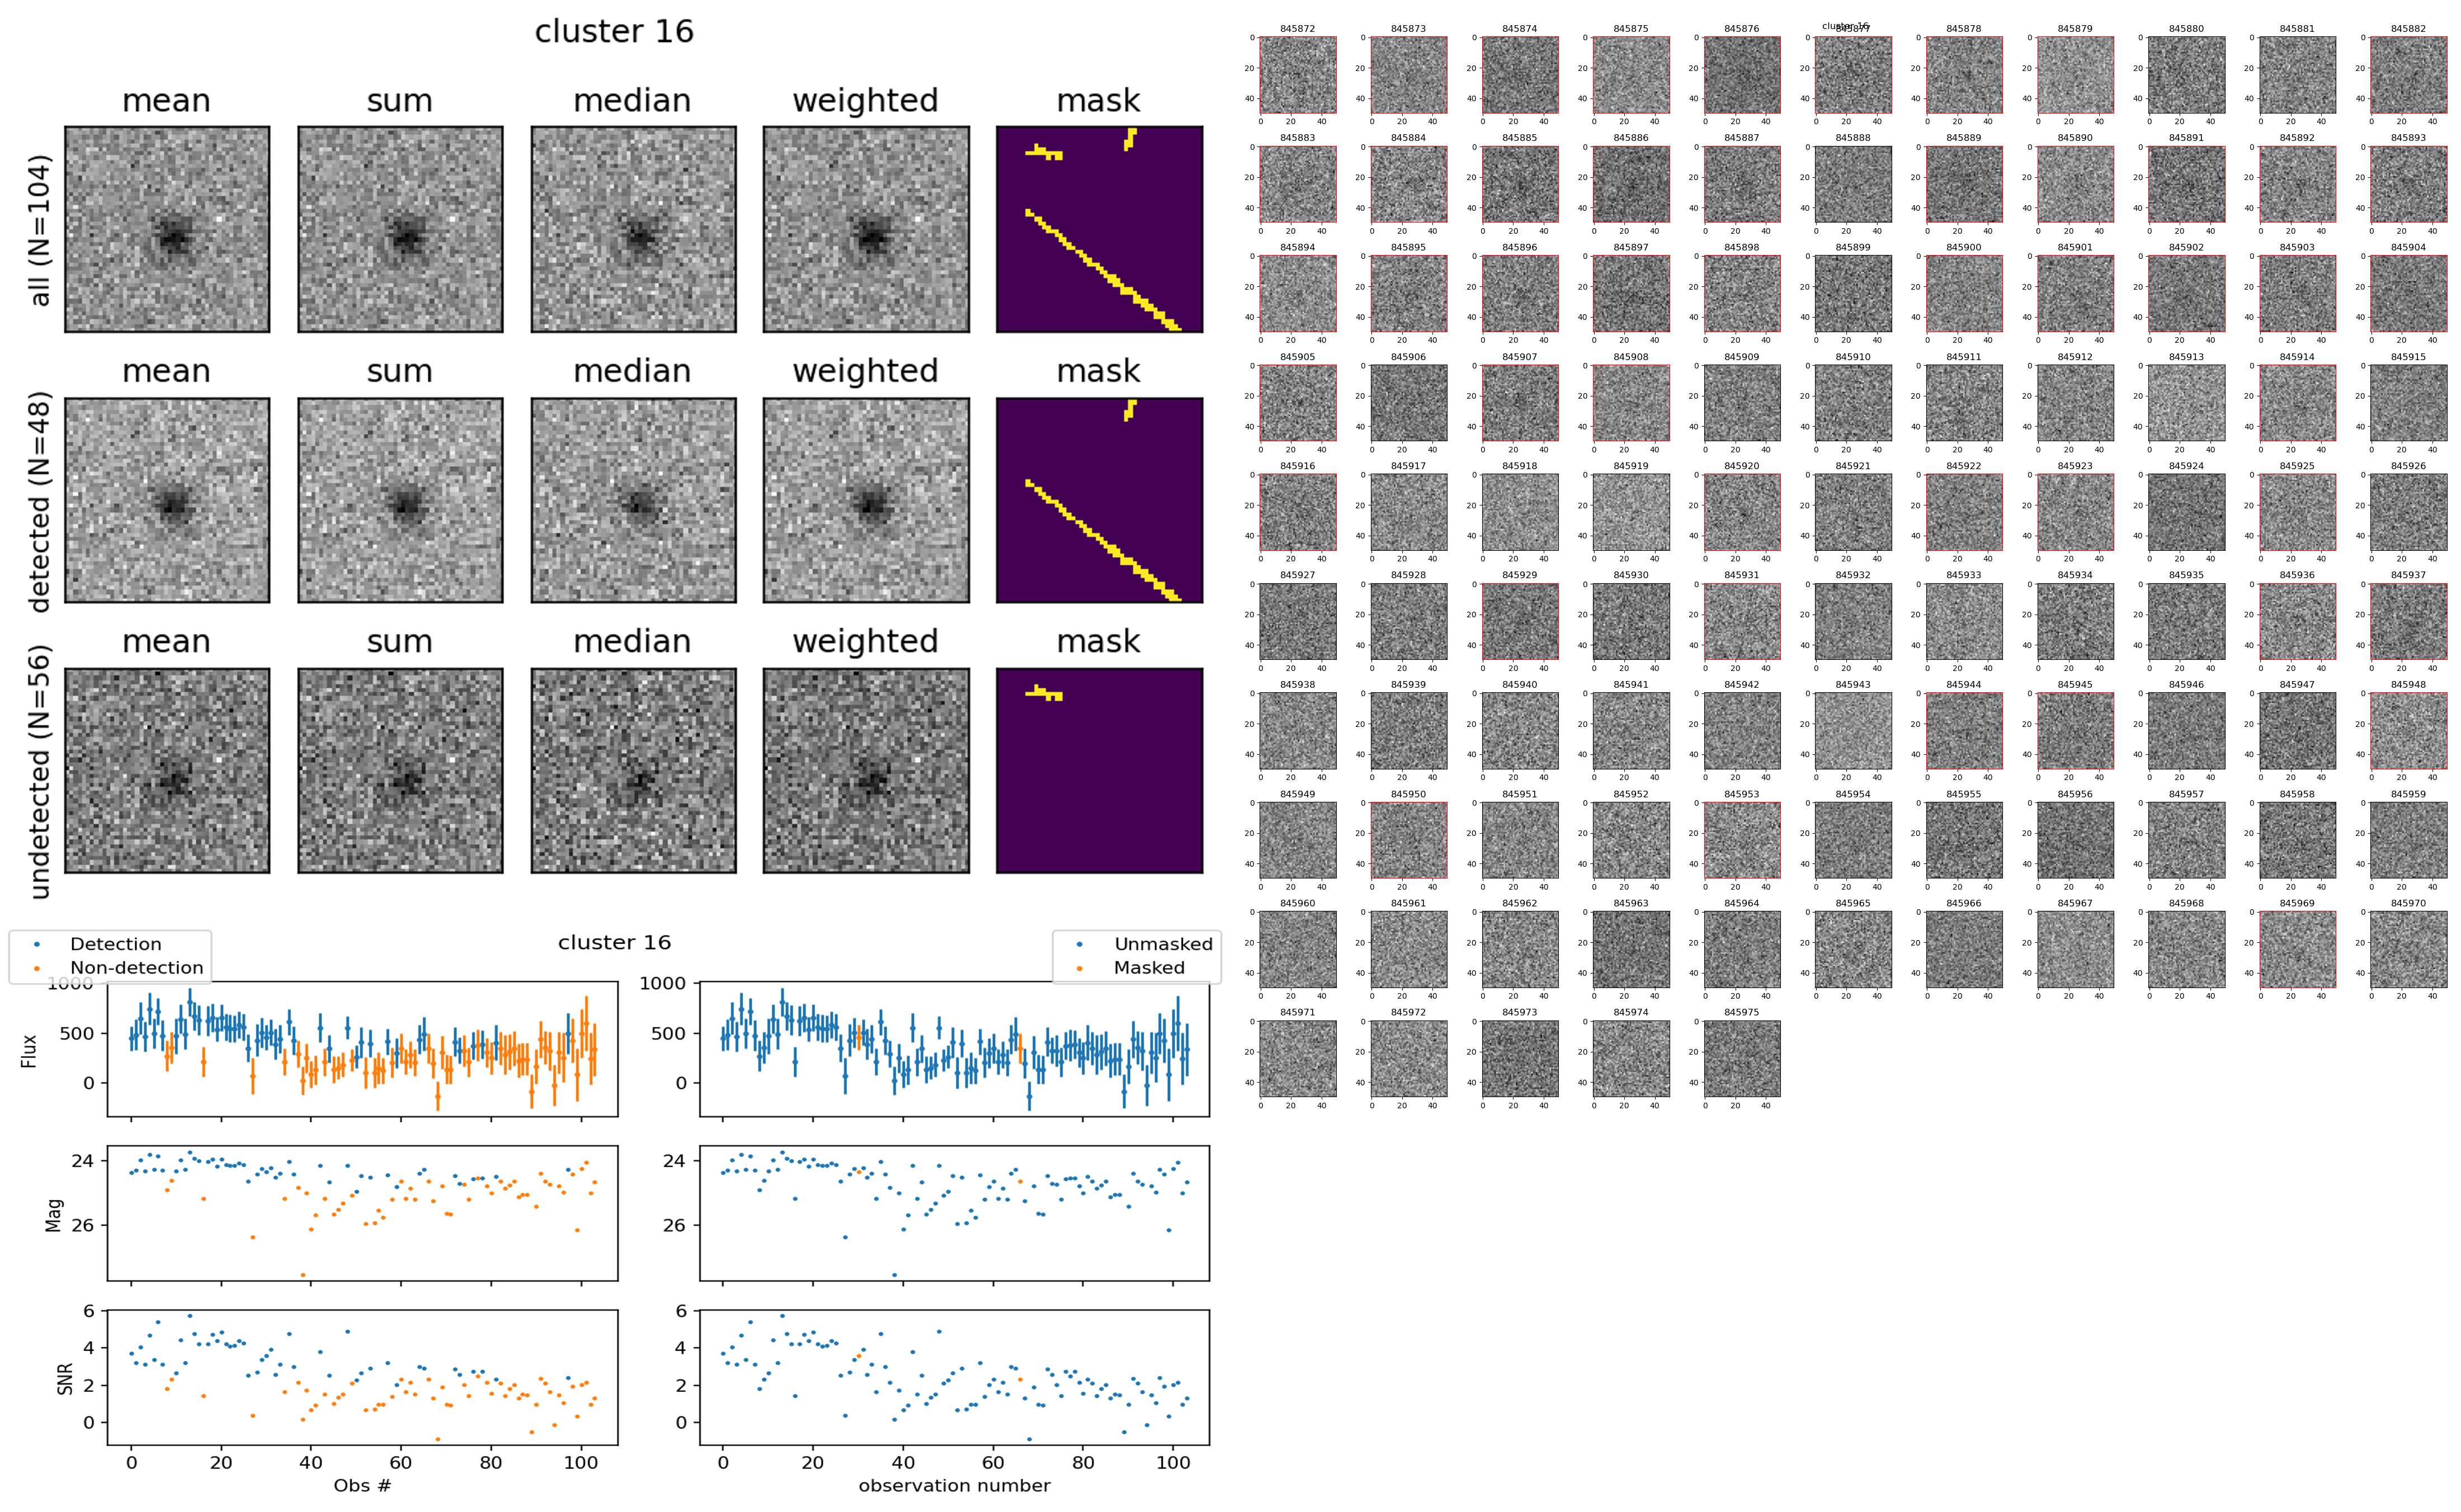 cluster 16
mean sum median weighted mask
all (N=104)
mean sum median weighted mask
detected (N=48)
mean sum median weighted mask
undetected (N=56)
cluster 16
Detection
Non-detection
Unmasked
Masked
1000
500
0
Flux
1000
500
0
24
26
Mag
24
26
6
4
2
0
SNR
6
4
2
0
0 20 40 60 80 100
Obs #
0 20 40 60 80 100
observation number
cluster 16
845872 845873 845874 845875 845876 845877 845878 845879 845880 845881 845882
845883 845884 845885 845886 845887 845888 845889 845890 845891 845892 845893
845894 845895 845896 845897 845898 845899 845900 845901 845902 845903 845904
845905 845906 845907 845908 845909 845910 845911 845912 845913 845914 845915
845916 845917 845918 845919 845920 845921 845922 845923 845924 845925 845926
845927 845928 845929 845930 845931 845932 845933 845934 845935 845936 845937
845938 845939 845940 845941 845942 845943 845944 845945 845946 845947 845948
845949 845950 845951 845952 845953 845954 845955 845956 845957 845958 845959
845960 845961 845962 845963 845964 845965 845966 845967 845968 845969 845970
845971 845972 845973 845974 845975